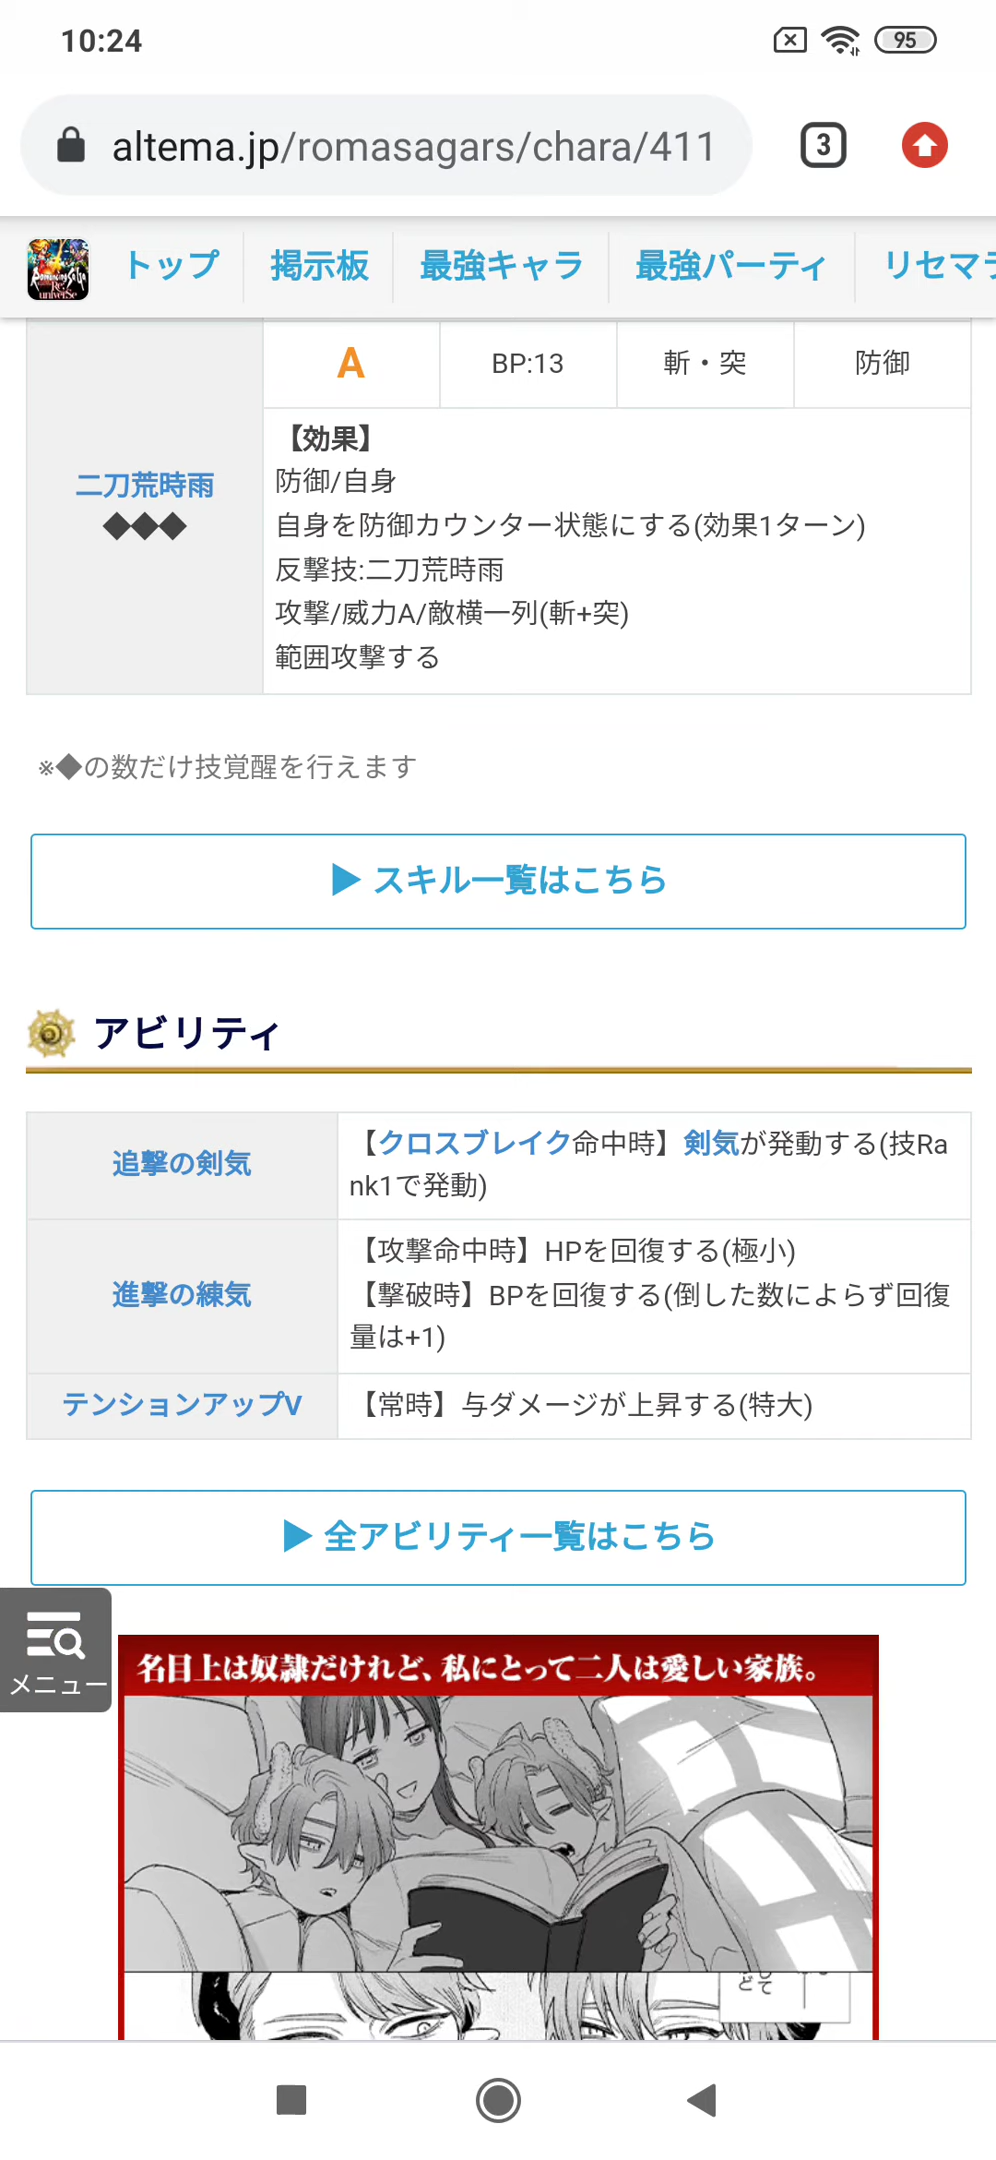 10:24
95
altema.jp/romasagars/chara/411
3
トップ
掲示板
最強キャラ
最強パーティ
リセマラ
A
BP:13
斬・突
防御
二刀荒時雨
◆◆◆
【効果】
防御/自身
自身を防御カウンター状態にする(効果1ターン)
反撃技:二刀荒時雨
攻撃/威力A/敵横一列(斬+突)
範囲攻撃する
※◆の数だけ技覚醒を行えます
▶ スキル一覧はこちら
アビリティ
追撃の剣気
【クロスブレイク命中時】剣気が発動する(技Ra
nk1で発動)
進撃の練気
【攻撃命中時】HPを回復する(極小)
【撃破時】BPを回復する(倒した数によらず回復
量は+1)
テンションアップV
【常時】与ダメージが上昇する(特大)
▶ 全アビリティ一覧はこちら
メニュー
名目上は奴隷だけれど、私にとって二人は愛しい家族。